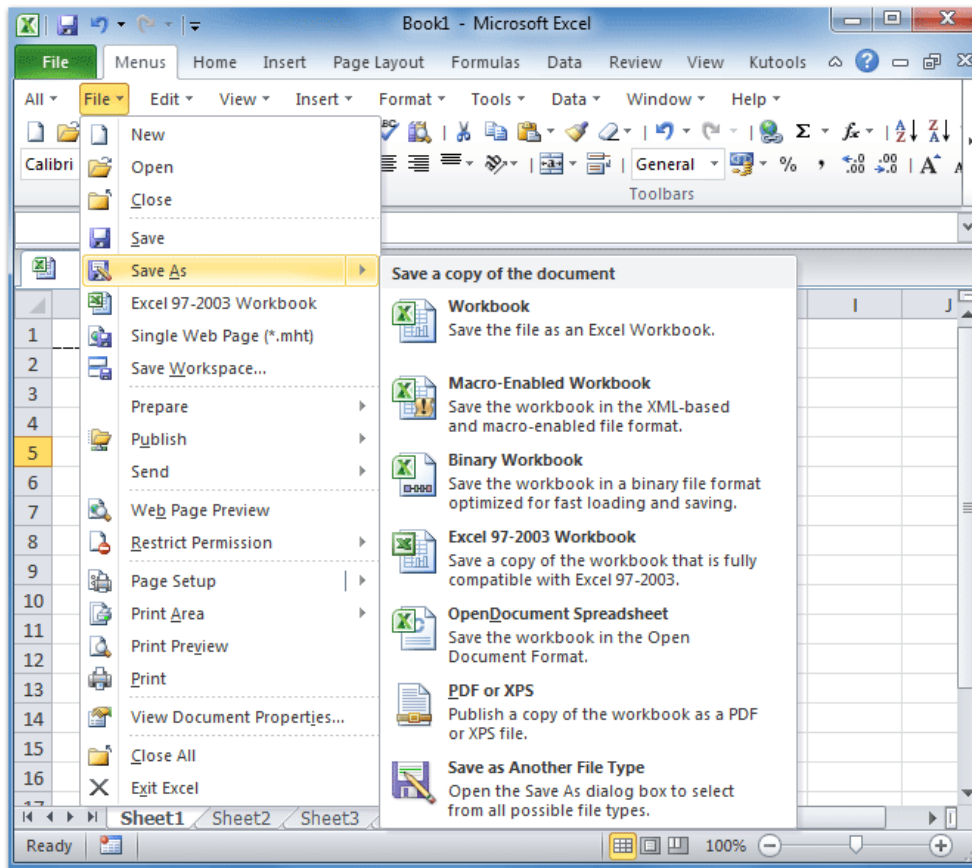 Book1 - Microsoft Excel
File Menus Home Insert Page Layout Formulas Data Review View Kutools
All File Edit View Insert Format Tools Data Window Help
Calibri General
Toolbars
New
Open
Close
Save
Save As
Excel 97-2003 Workbook
Single Web Page (*.mht)
Save Workspace...
Prepare
Publish
Send
Web Page Preview
Restrict Permission
Page Setup
Print Area
Print Preview
Print
View Document Properties...
Close All
Exit Excel
Save a copy of the document
Workbook
Save the file as an Excel Workbook.
Macro-Enabled Workbook
Save the workbook in the XML-based
and macro-enabled file format.
Binary Workbook
Save the workbook in a binary file format
optimized for fast loading and saving.
Excel 97-2003 Workbook
Save a copy of the workbook that is fully
compatible with Excel 97-2003.
OpenDocument Spreadsheet
Save the workbook in the Open
Document Format.
PDF or XPS
Publish a copy of the workbook as a PDF
or XPS file.
Save as Another File Type
Open the Save As dialog box to select
from all possible file types.
I J
1
2
3
4
5
6
7
8
9
10
11
12
13
14
15
16
17
Sheet1 Sheet2 Sheet3
Ready 100%